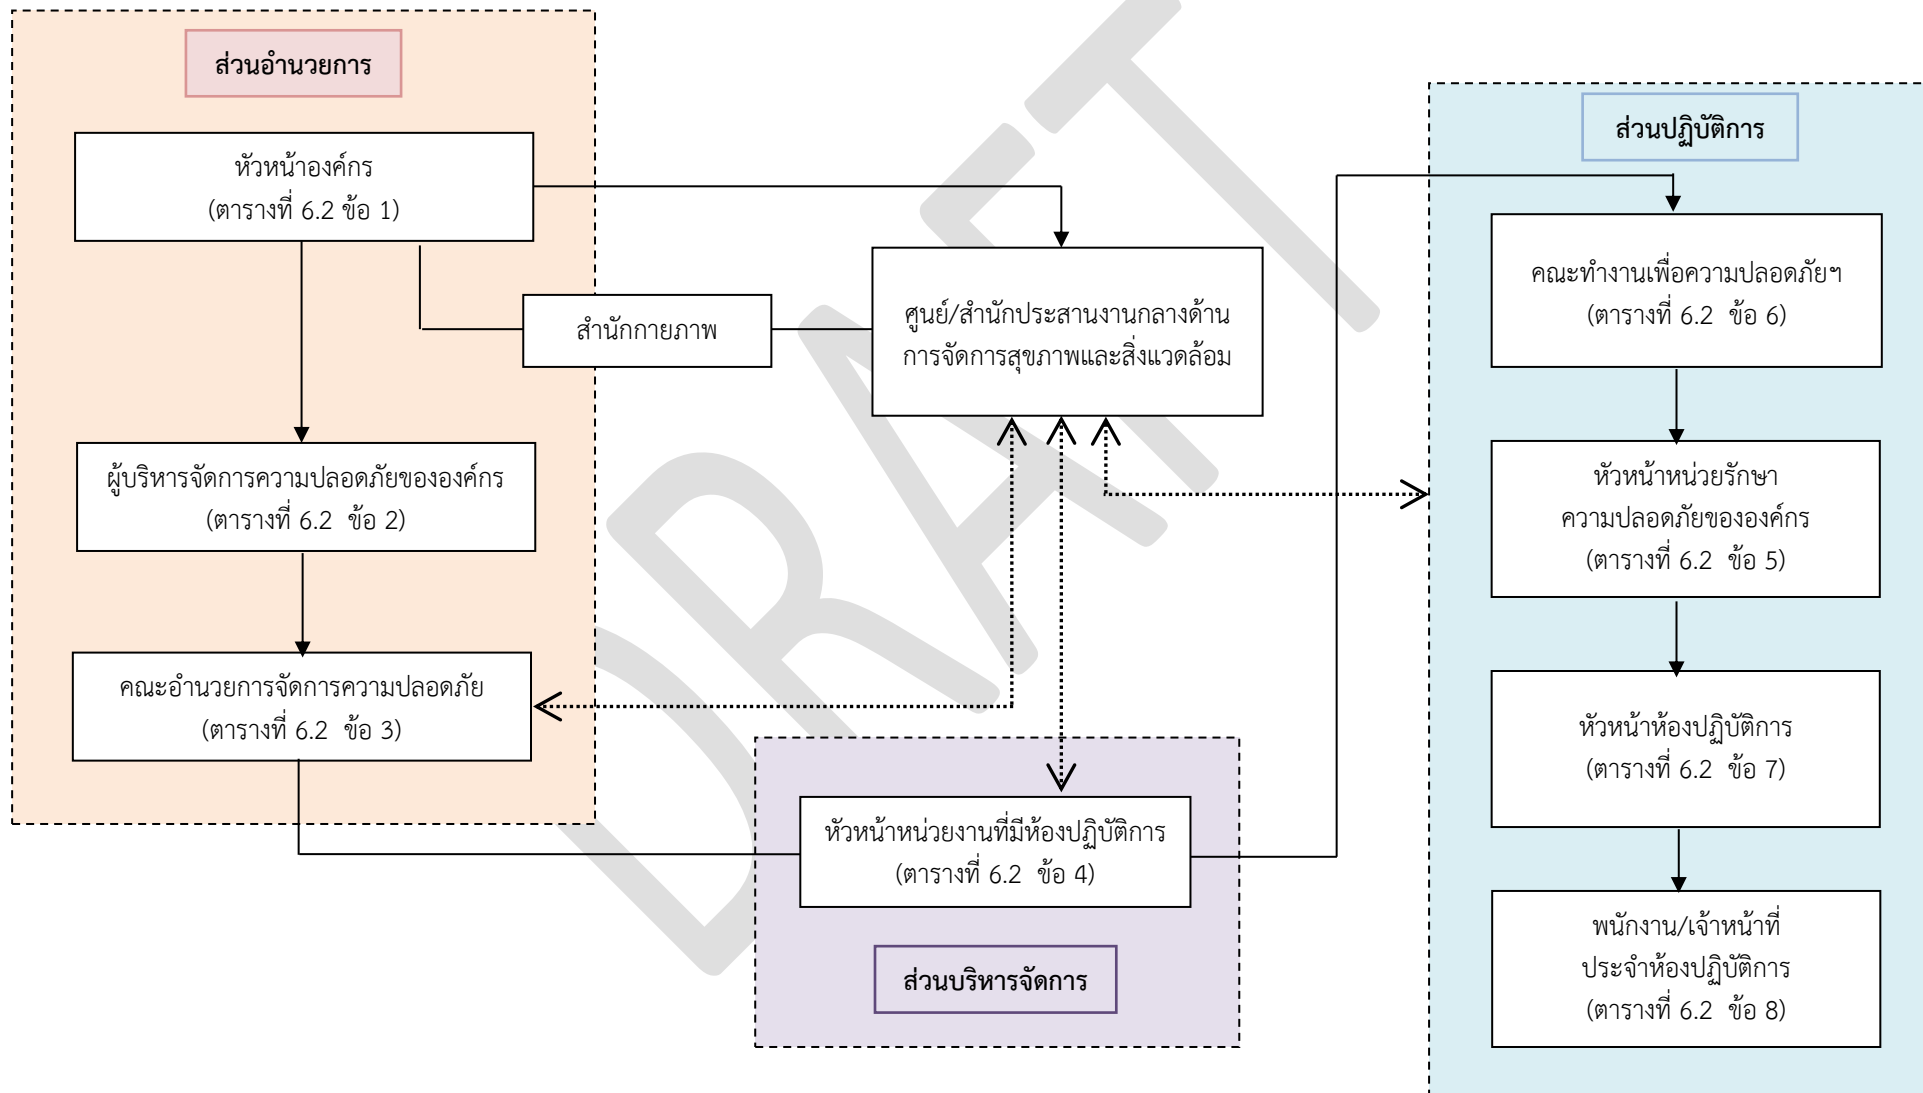 ส่วนอำนวยการ
หัวหน้าองค์กร
(ตารางที่ 6.2 ข้อ 1)
สำนักกายภาพ
ผู้บริหารจัดการความปลอดภัยขององค์กร
(ตารางที่ 6.2 ข้อ 2)
คณะอำนวยการจัดการความปลอดภัย
(ตารางที่ 6.2 ข้อ 3)
ศูนย์/สำนักประสานงานกลางด้าน
การจัดการสุขภาพและสิ่งแวดล้อม
หัวหน้าหน่วยงานที่มีห้องปฏิบัติการ
(ตารางที่ 6.2 ข้อ 4)
ส่วนบริหารจัดการ
ส่วนปฏิบัติการ
คณะทำงานเพื่อความปลอดภัยฯ
(ตารางที่ 6.2 ข้อ 6)
หัวหน้าหน่วยรักษา
ความปลอดภัยขององค์กร
(ตารางที่ 6.2 ข้อ 5)
หัวหน้าห้องปฏิบัติการ
(ตารางที่ 6.2 ข้อ 7)
พนักงาน/เจ้าหน้าที่
ประจำห้องปฏิบัติการ
(ตารางที่ 6.2 ข้อ 8)
DRAFT